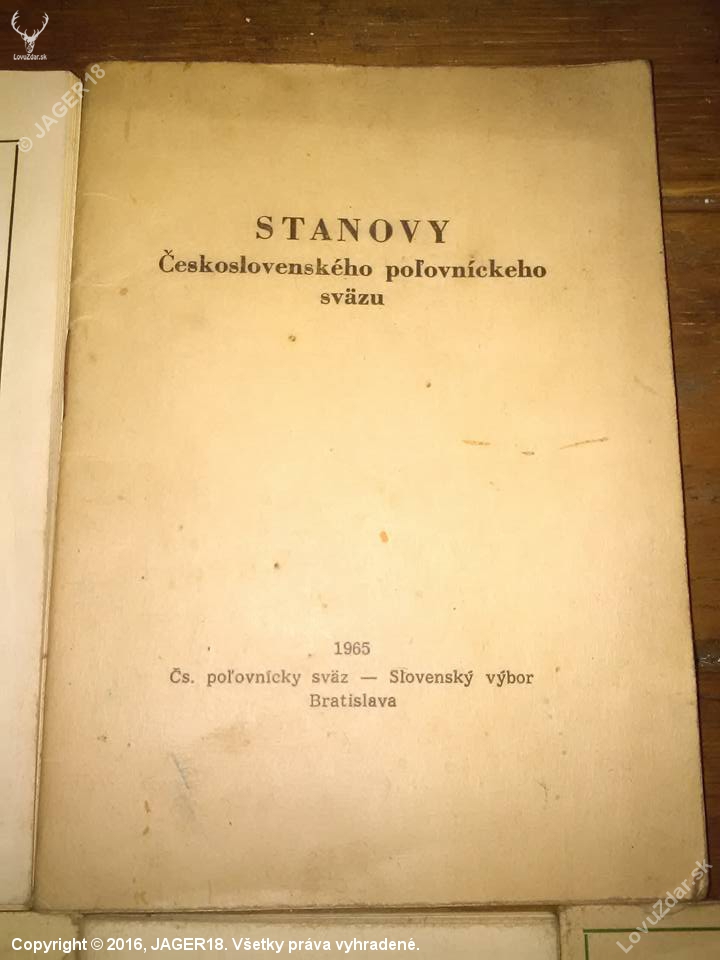 LovuZdar.sk
© JAGER18
STANOVY
Československého poľovníckeho
sväzu
1965
Čs. poľovnícky sväz — Slovenský výbor
Bratislava
LovuZdar.sk
Copyright © 2016, JAGER18. Všetky práva vyhradené.